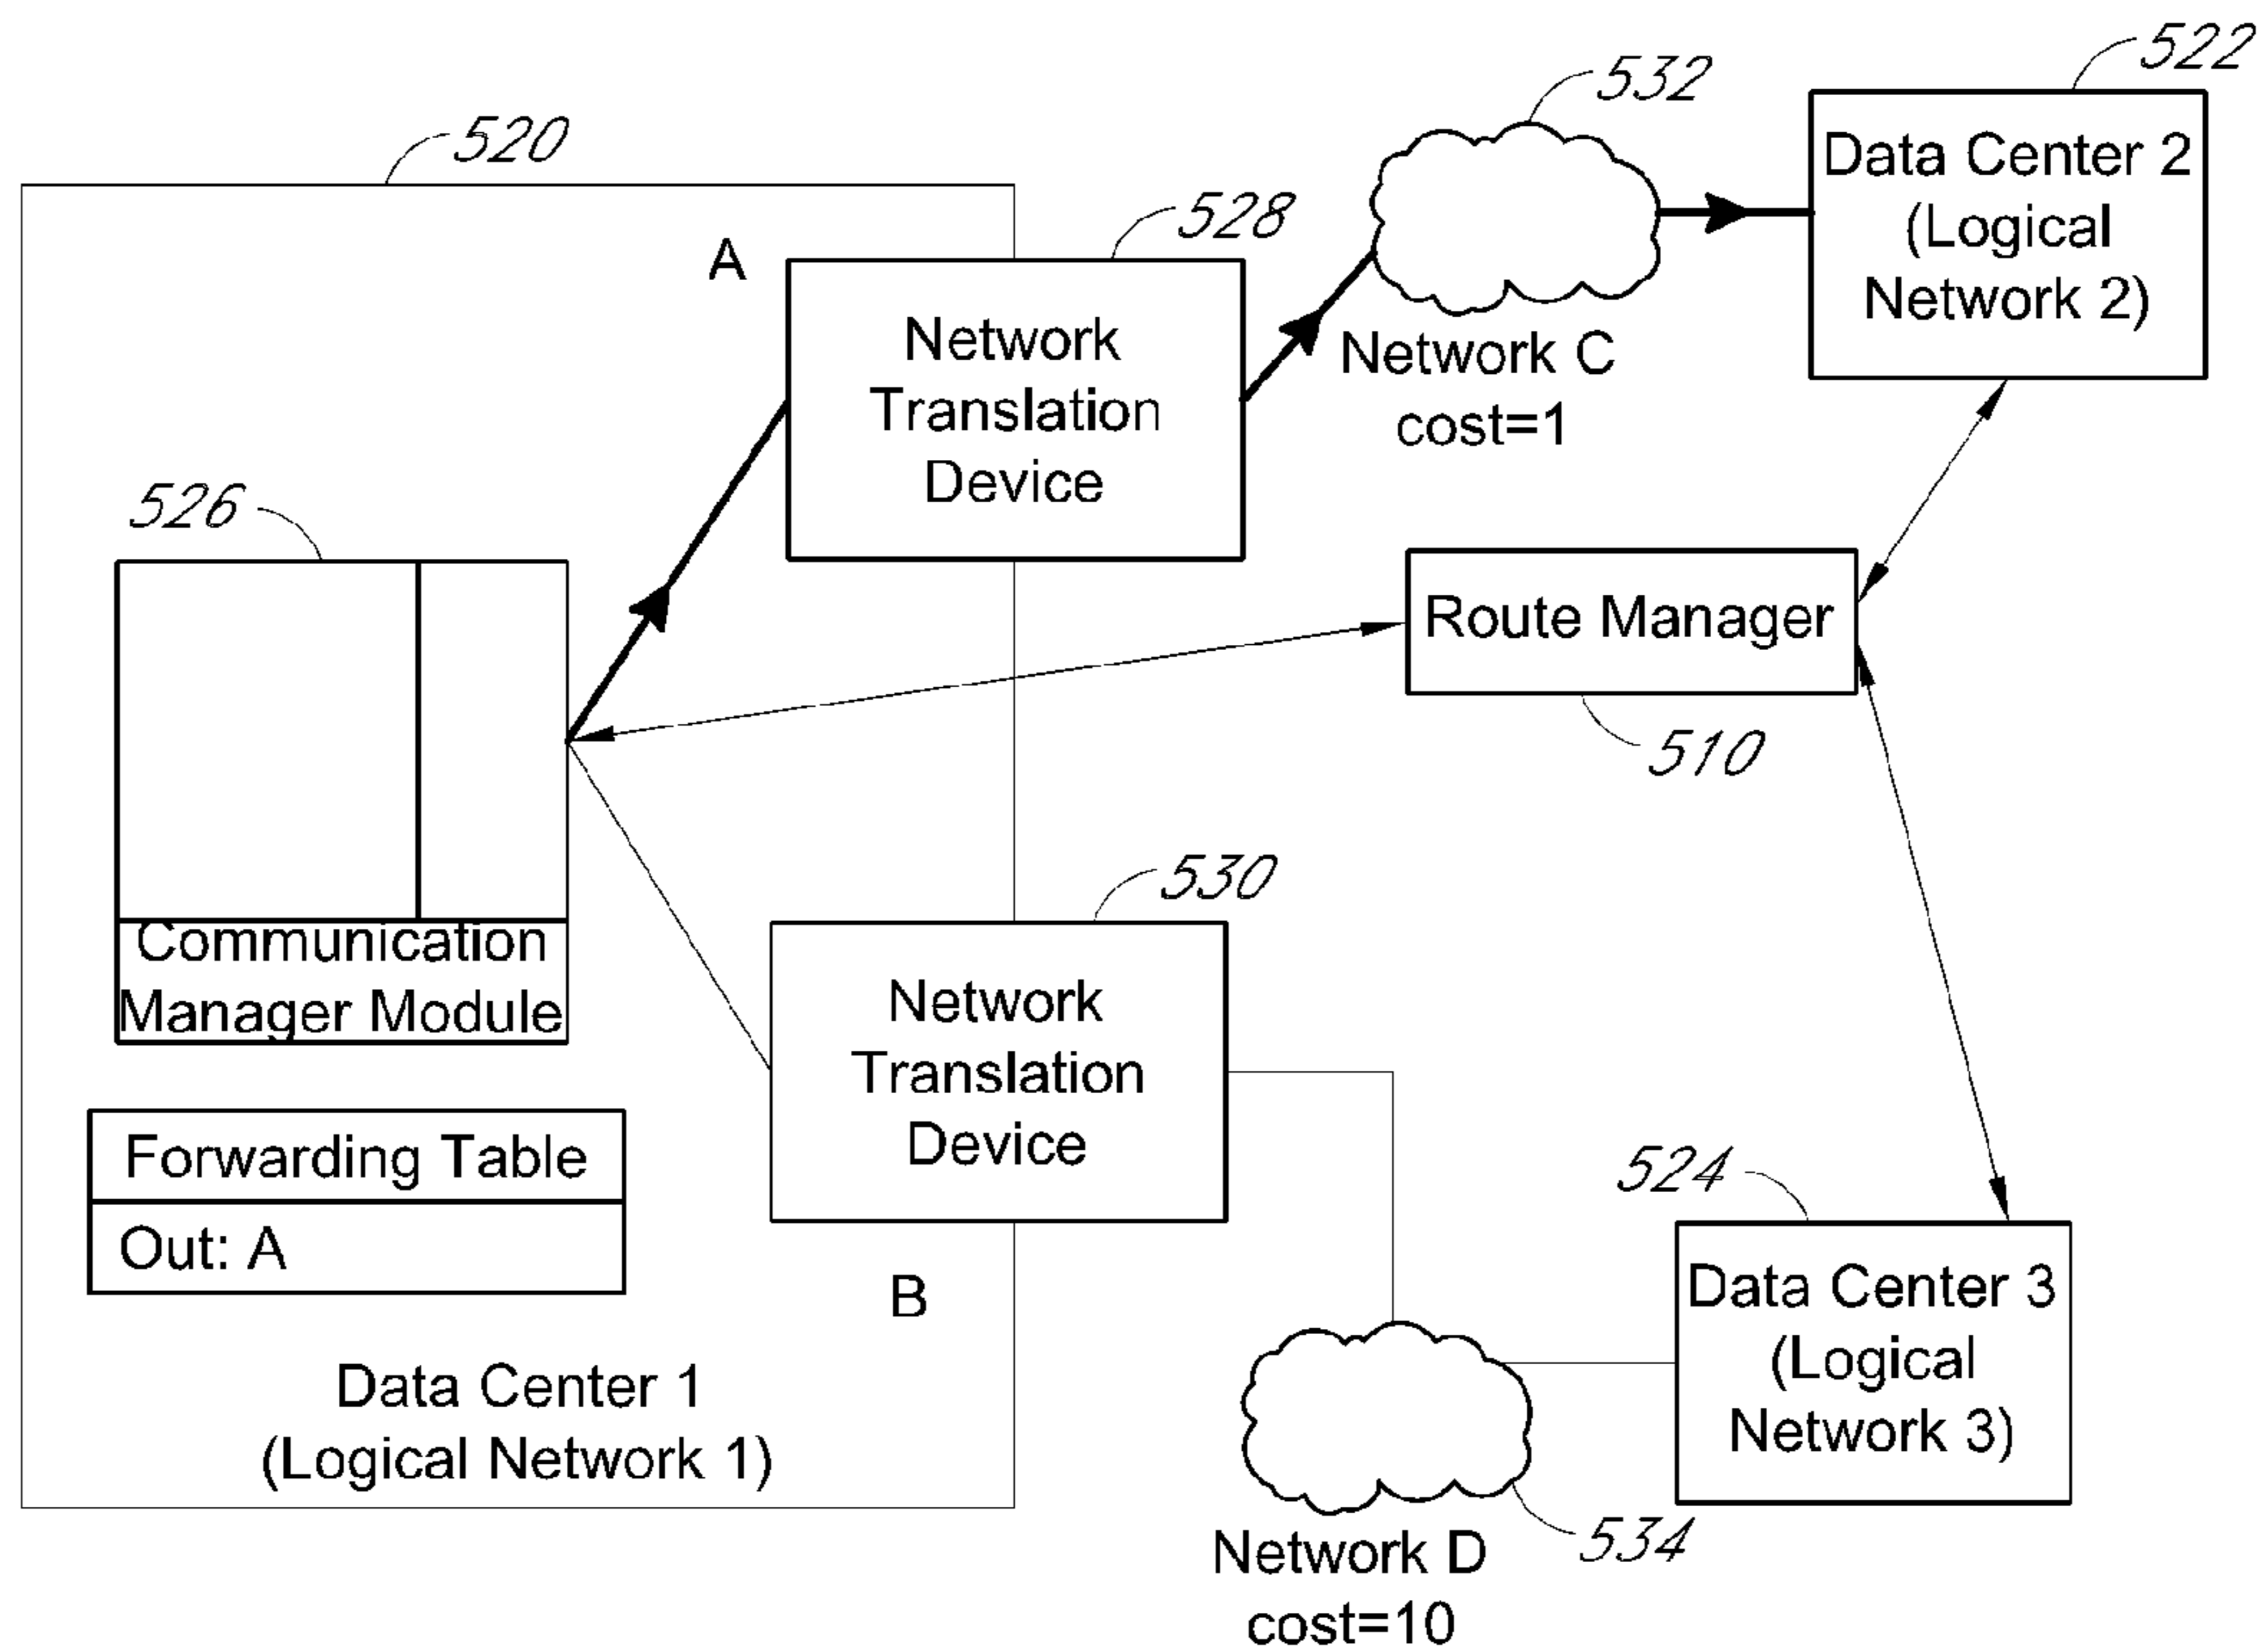 522
532
520
Data Center 2
(Logical
Network 2)
528
A
Network
Translation
Device
Network C
cost=1
526
Route Manager
510
530
Communication
Manager Module
Network
Translation
Device
Forwarding Table
Out: A
524
B
Data Center 3
(Logical
Network 3)
Data Center 1
(Logical Network 1)
534
Network D
cost=10